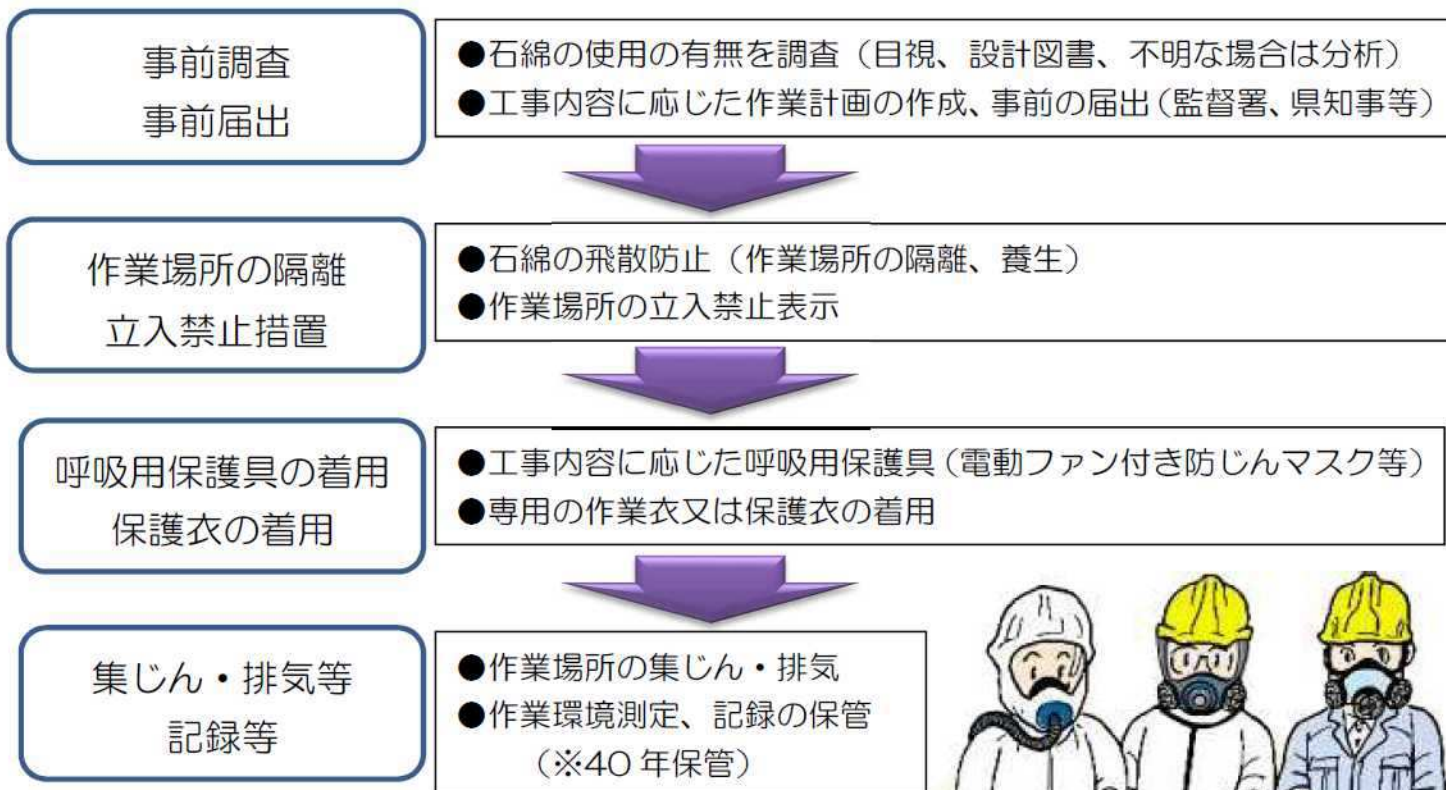 事前調査
事前届出
●石綿の使用の有無を調査（目視、設計図書、不明な場合は分析）
●工事内容に応じた作業計画の作成、事前の届出（監督署、県知事等）
作業場所の隔離
立入禁止措置
●石綿の飛散防止（作業場所の隔離、養生）
●作業場所の立入禁止表示
呼吸用保護具の着用
保護衣の着用
●工事内容に応じた呼吸用保護具（電動ファン付き防じんマスク等）
●専用の作業衣又は保護衣の着用
集じん・排気等
記録等
●作業場所の集じん・排気
●作業環境測定、記録の保管
（※40年保管）